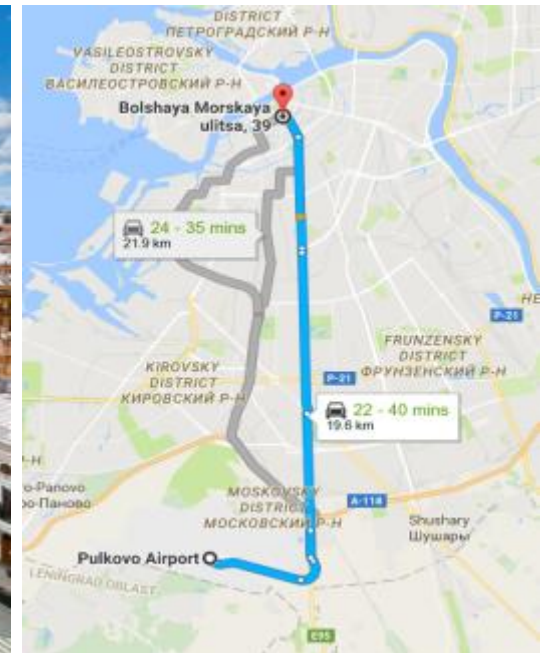 DISTRICT
ПЕТРОГРАДСКИЙ Р-Н
VASILEOSTROVSKY
DISTRICT
ВАСИЛЕОСТРОВСКИЙ Р-Н
Bolshaya Morskaya
ulitsa, 39
24 - 35 mins
21.9 km
HE
P-21
FRUNZENSKY
DISTRICT
ФРУНЗЕНСКИЙ Р-Н
KIROVSKY
DISTRICT
КИРОВСКИЙ Р-Н
P-21
22 - 40 mins
19.6 km
-Н
o-Panovo
ро-Паново
MOSKOVSKY
DISTRICT
МОСКОВСКИЙ Р-Н
A-118
Shushary
Шушары
Pulkovo Airport
LENINGRAD OBLAST
E95